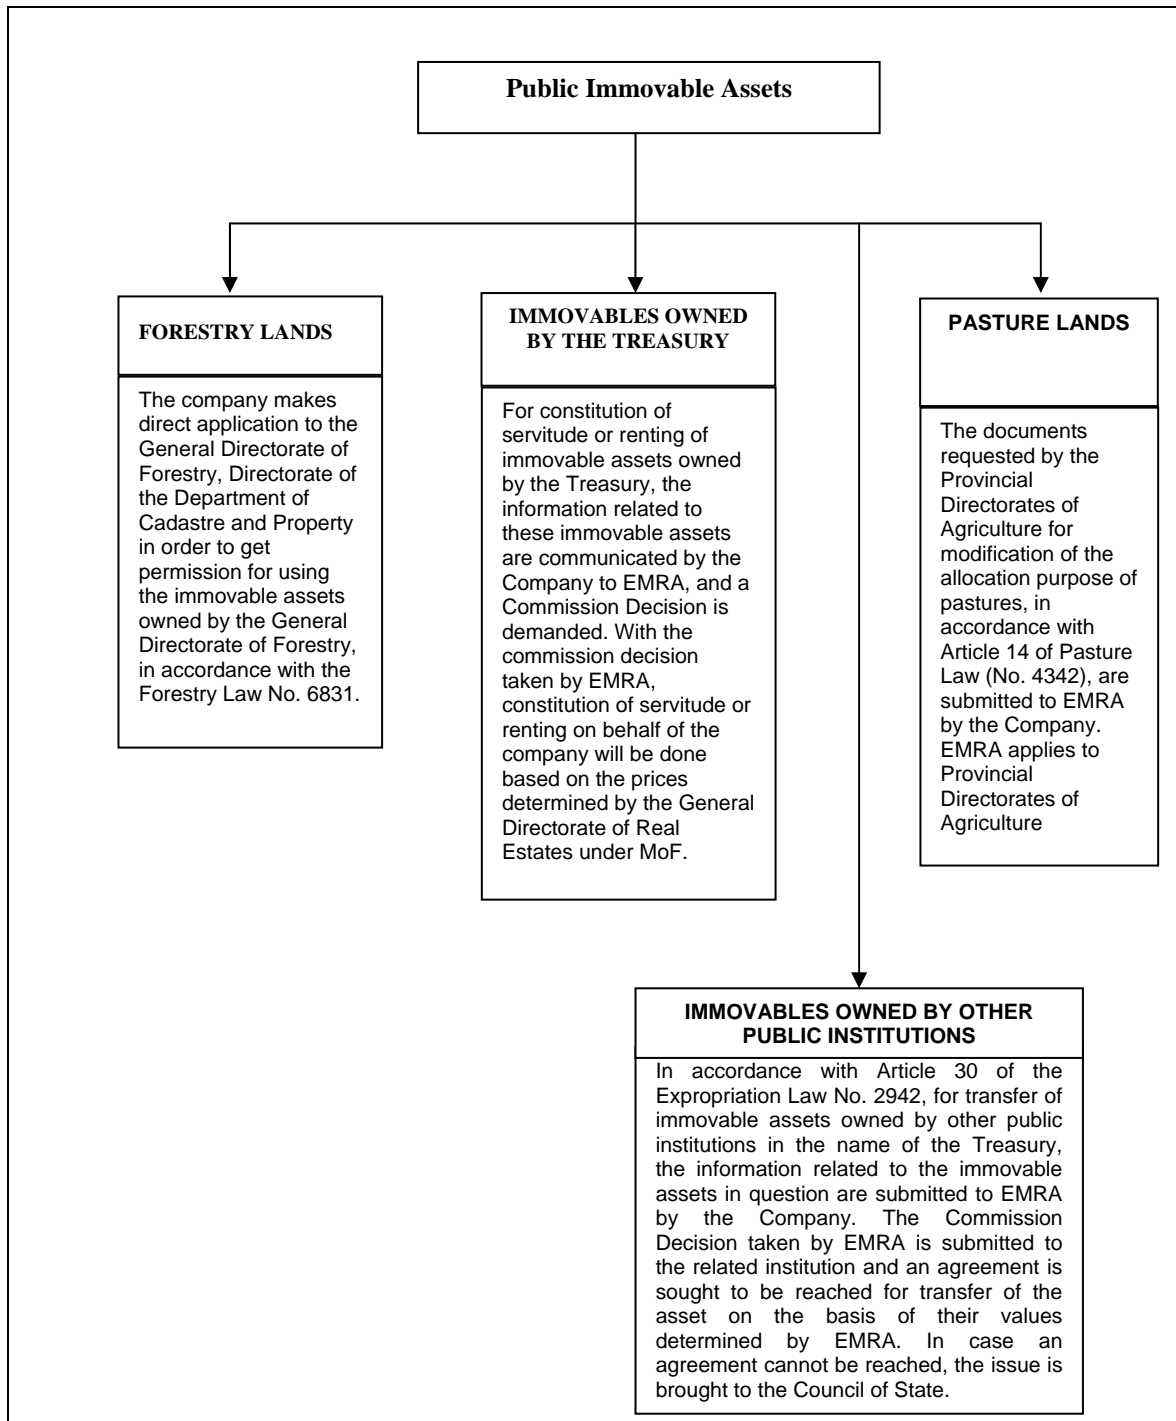 Public Immovable Assets
FORESTRY LANDS
The company makes
direct application to the
General Directorate of
Forestry, Directorate of
the Department of
Cadastre and Property
in order to get
permission for using
the immovable assets
owned by the General
Directorate of Forestry,
in accordance with the
Forestry Law No. 6831.
IMMOVABLES OWNED
BY THE TREASURY
For constitution of
servitude or renting of
immovable assets owned
by the Treasury, the
information related to
these immovable assets
are communicated by the
Company to EMRA, and a
Commission Decision is
demanded. With the
commission decision
taken by EMRA,
constitution of servitude or
renting on behalf of the
company will be done
based on the prices
determined by the General
Directorate of Real
Estates under MoF.
PASTURE LANDS
The documents
requested by the
Provincial
Directorates of
Agriculture for
modification of the
allocation purpose of
pastures, in
accordance with
Article 14 of Pasture
Law (No. 4342), are
submitted to EMRA
by the Company.
EMRA applies to
Provincial
Directorates of
Agriculture
IMMOVABLES OWNED BY OTHER
PUBLIC INSTITUTIONS
In accordance with Article 30 of the
Expropriation Law No. 2942, for transfer of
immovable assets owned by other public
institutions in the name of the Treasury,
the information related to the immovable
assets in question are submitted to EMRA
by the Company. The Commission
Decision taken by EMRA is submitted to
the related institution and an agreement is
sought to be reached for transfer of the
asset on the basis of their values
determined by EMRA. In case an
agreement cannot be reached, the issue is
brought to the Council of State.